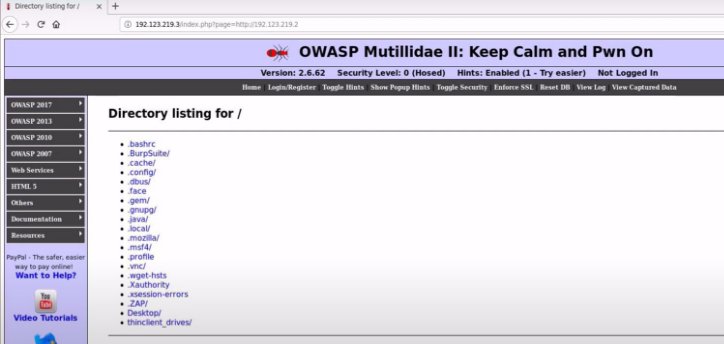 Directory listing for /
192.123.219.3/index.php?page=http://192.123.219.2
OWASP Mutillidae II: Keep Calm and Pwn On
Version: 2.6.62 Security Level: 0 (Hosed) Hints: Enabled (1 - Try easier) Not Logged In
Home | Login/Register | Toggle Hints | Show Popup Hints | Toggle Security | Enforce SSL | Reset DB | View Log | View Captured Data
OWASP 2017
OWASP 2013
OWASP 2010
OWASP 2007
Web Services
HTML 5
Others
Documentation
Resources
PayPal - The safer, easier
way to pay online!
Want to Help?
You
Tube
Video Tutorials
Directory listing for /
.bashrc
.BurpSuite/
.cache/
.config/
.dbus/
.face
.gem/
.gnupg/
.java/
.local/
.mozilla/
.msf4/
.profile
.vnc/
.wget-hsts
.Xauthority
.xsession-errors
.ZAP/
Desktop/
thinclient_drives/